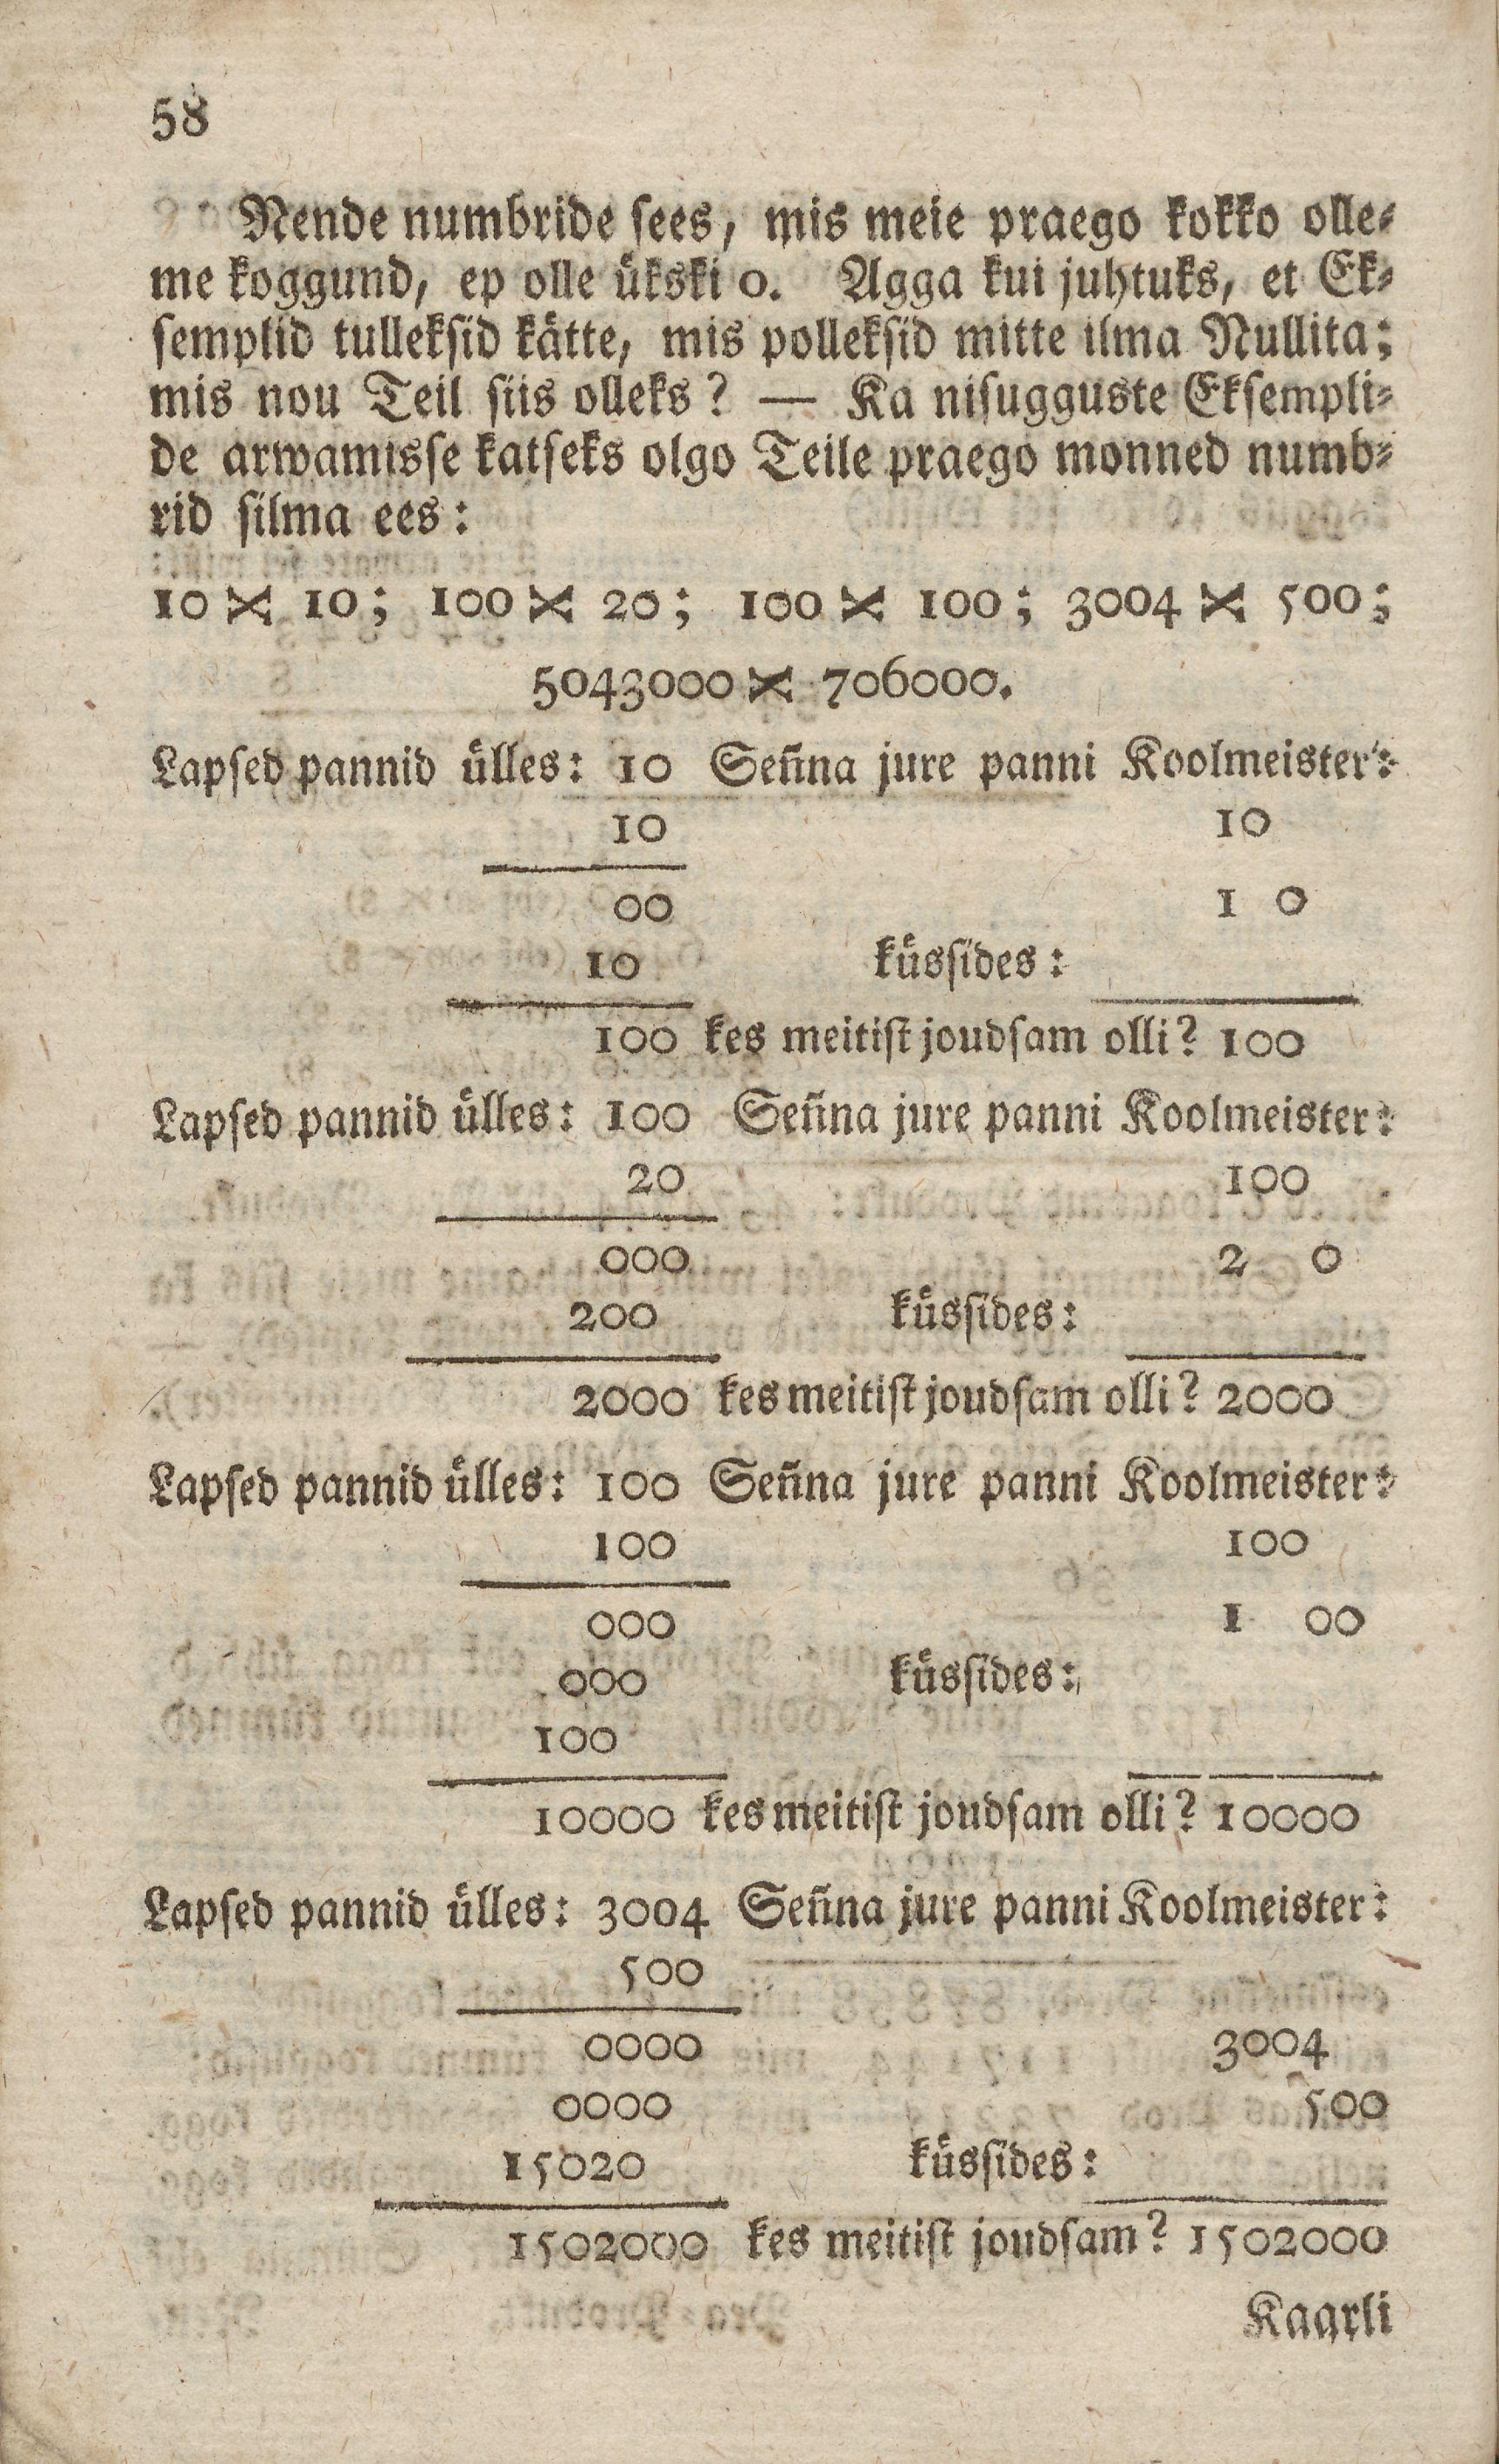 58
Nende numbride sees, mis meie praego kokko olle-
me koggund, ep olle ükski 0. Agga kui juhtuks, et Ek-
semplid tulleksid kätte, mis polleksid mitte ilma Nullita;
mis nou Teil siis olleks? — Ka nisugguste Eksempli-
de arwamisse katseks olgo Teile praego monned numb-
rid silma ees:
10 × 10; 100 × 20; 100 × 100; 3004 × 500;
5043000 × 706000.
Lapsed pannid ülles: 10 Señna jure panni Koolmeister:
10 10
00 1 0
10 küssides:
100 kes meitist joudsam olli? 100
Lapsed pannid ülles: 100 Señna jure panni Koolmeister:
20 100
000 2 0
200 küssides:
2000 kes meitist joudsam olli? 2000
Lapsed pannid ülles: 100 Señna jure panni Koolmeister:
100 100
000 1 00
000 küssides:
100
10000 kes meitist joudsam olli? 10000
Lapsed pannid ülles: 3004 Señna jure panni Koolmeister:
500
0000 3004
0000 500
15020 küssides:
1502000 kes meitist joudsam? 1502000
Kaarli